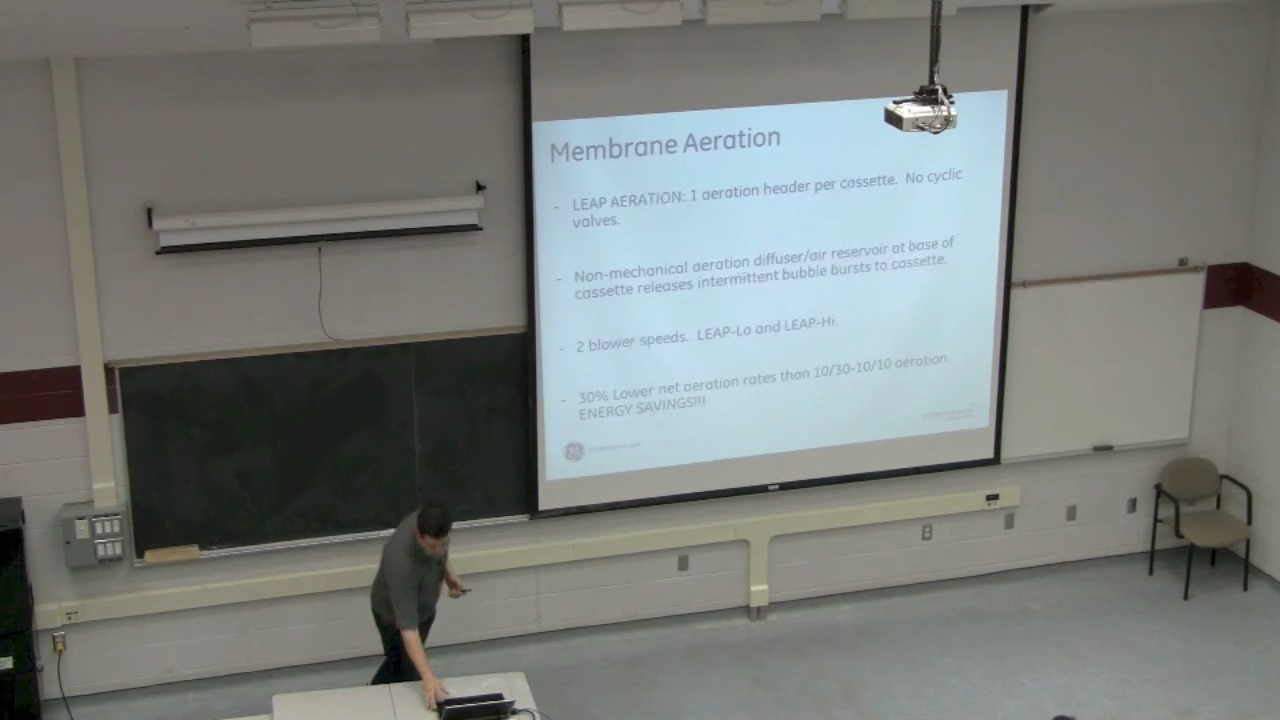 Membrane Aeration
- LEAP AERATION: 1 aeration header per cassette. No cyclic
valves.
- Non-mechanical aeration diffuser/air reservoir at base of
cassette releases intermittent bubble bursts to cassette.
- 2 blower speeds. LEAP-Lo and LEAP-Hi.
- 30% Lower net aeration rates than 10/30-10/10 aeration.
ENERGY SAVINGS!!!